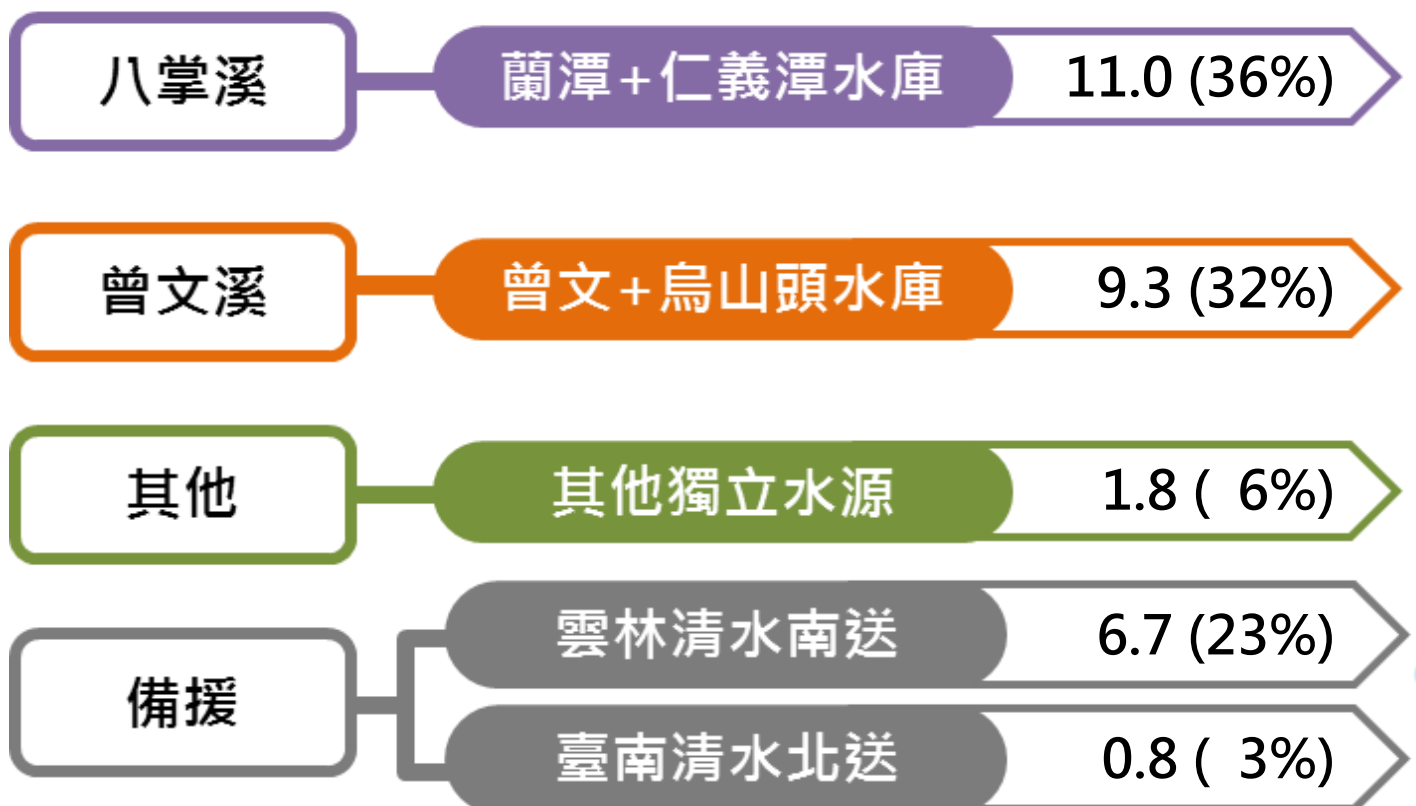 八掌溪
蘭潭+仁義潭水庫
11.0 (36%)
曾文溪
曾文+烏山頭水庫
9.3 (32%)
其他
其他獨立水源
1.8 ( 6%)
備援
雲林清水南送
6.7 (23%)
臺南清水北送
0.8 ( 3%)